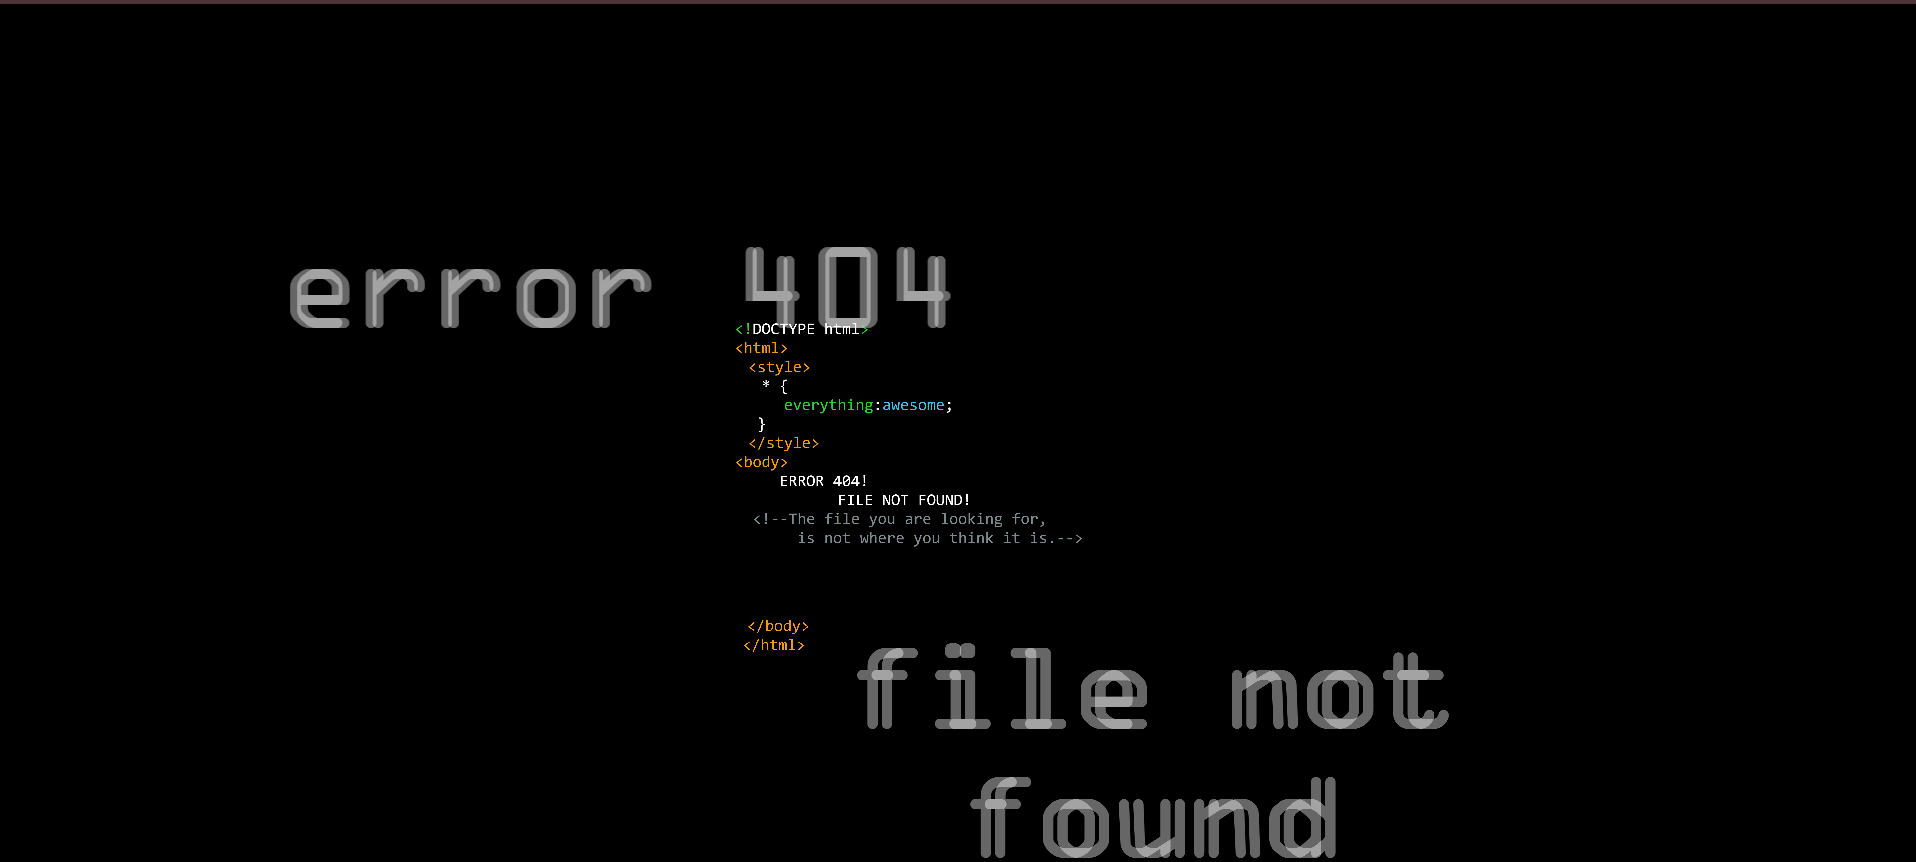 error 404
<!DOCTYPE html>
<html>
<style>
* {
everything:awesome;
}
</style>
<body>
ERROR 404!
FILE NOT FOUND!
<!--The file you are looking for,
is not where you think it is.-->
</body>
</html>
file not
found